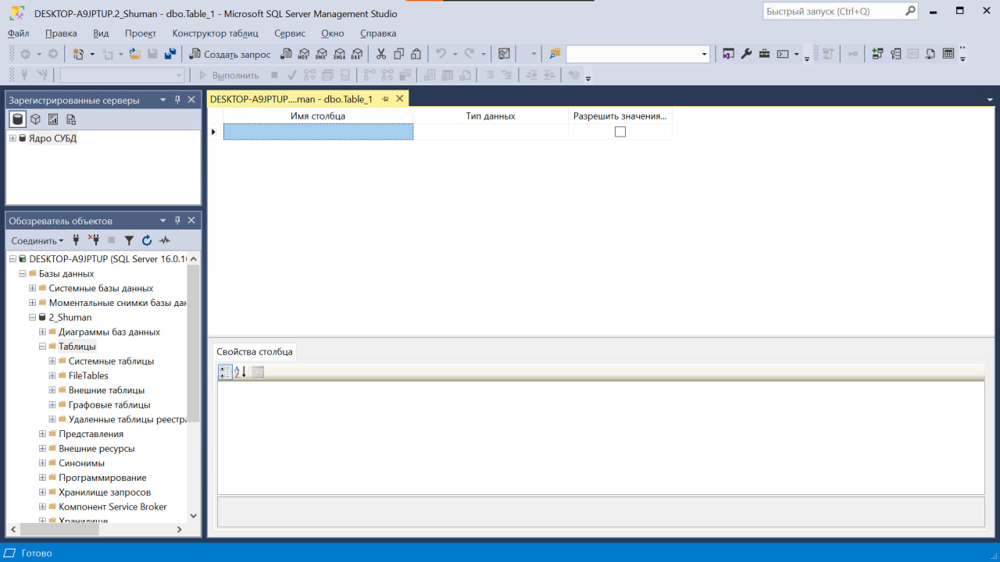 DESKTOP-A9JPTUP.2_Shuman - dbo.Table_1 - Microsoft SQL Server Management Studio
Быстрый запуск (Ctrl+Q)
Файл Правка Вид Проект Конструктор таблиц Сервис Окно Справка
Создать запрос MDX DMX XMLA DAX
Выполнить
Зарегистрированные серверы
Ядро СУБД
Обозреватель объектов
Соединить
DESKTOP-A9JPTUP (SQL Server 16.0.1
Базы данных
Системные базы данных
Моментальные снимки базы дан
2_Shuman
Диаграммы баз данных
Таблицы
Системные таблицы
FileTables
Внешние таблицы
Графовые таблицы
Удаленные таблицы реестра
Представления
Внешние ресурсы
Синонимы
Программирование
Хранилище запросов
Компонент Service Broker
Хранилище
DESKTOP-A9JPTUP....man - dbo.Table_1
Имя столбца Тип данных Разрешить значения...
Свойства столбца
Готово